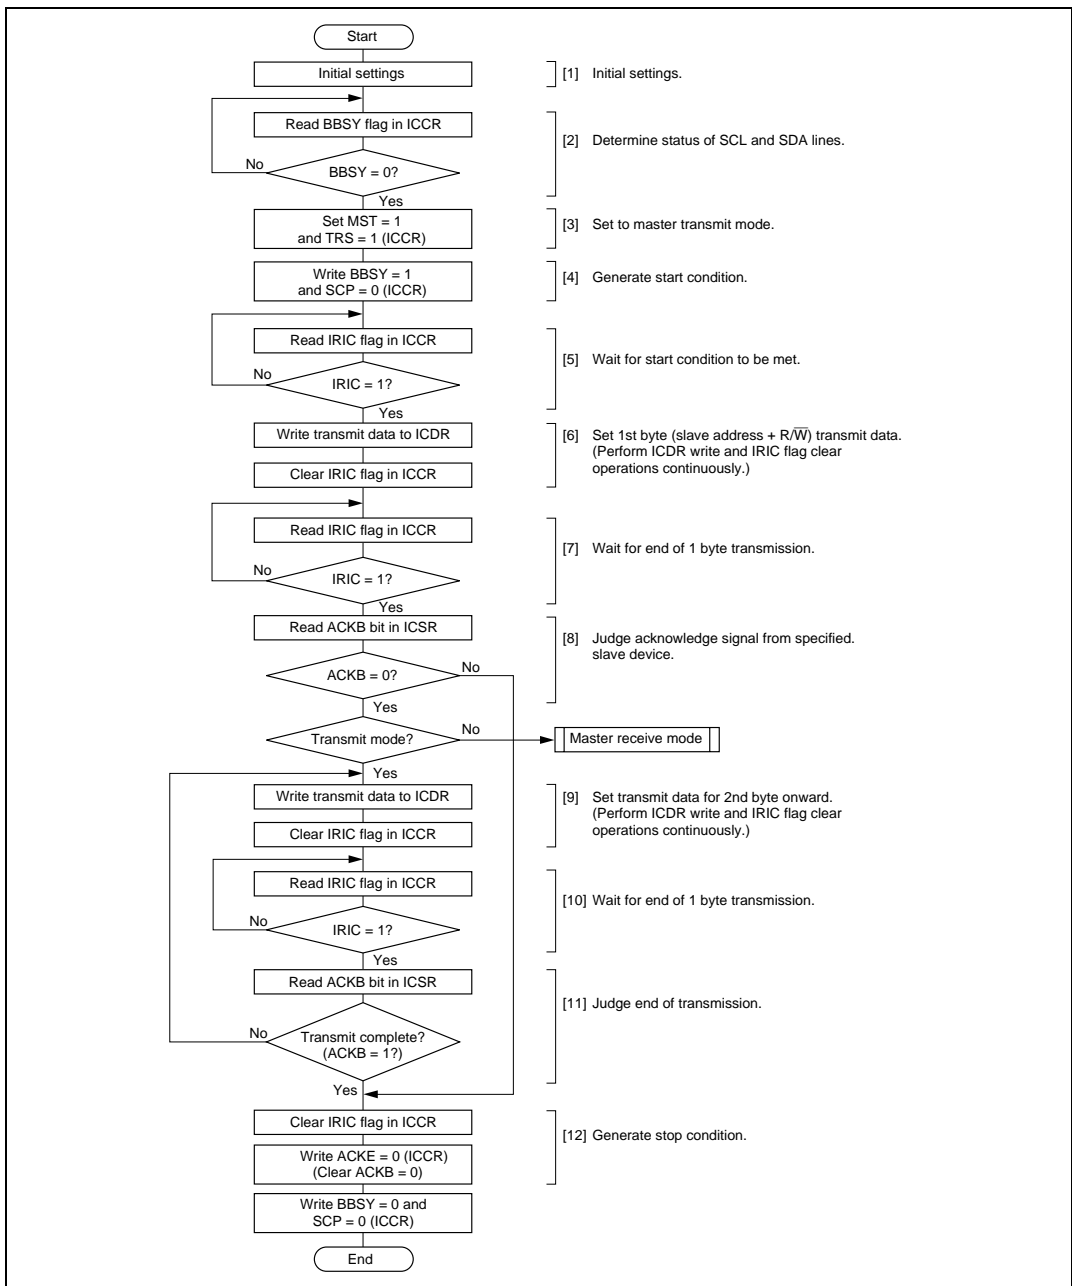 Start
Initial settings
[1] Initial settings.
Read BBSY flag in ICCR
[2] Determine status of SCL and SDA lines.
No
BBSY = 0?
Yes
Set MST = 1
and TRS = 1 (ICCR)
[3] Set to master transmit mode.
Write BBSY = 1
and SCP = 0 (ICCR)
[4] Generate start condition.
Read IRIC flag in ICCR
[5] Wait for start condition to be met.
No
IRIC = 1?
Yes
Write transmit data to ICDR
[6] Set 1st byte (slave address + R/W̅) transmit data.
(Perform ICDR write and IRIC flag clear
operations continuously.)
Clear IRIC flag in ICCR
Read IRIC flag in ICCR
[7] Wait for end of 1 byte transmission.
No
IRIC = 1?
Yes
Read ACKB bit in ICSR
[8] Judge acknowledge signal from specified.
slave device.
ACKB = 0?
No
Yes
Transmit mode?
No
Master receive mode
Yes
Write transmit data to ICDR
[9] Set transmit data for 2nd byte onward.
(Perform ICDR write and IRIC flag clear
operations continuously.)
Clear IRIC flag in ICCR
Read IRIC flag in ICCR
[10] Wait for end of 1 byte transmission.
No
IRIC = 1?
Yes
Read ACKB bit in ICSR
[11] Judge end of transmission.
No
Transmit complete?
(ACKB = 1?)
Yes
Clear IRIC flag in ICCR
[12] Generate stop condition.
Write ACKE = 0 (ICCR)
(Clear ACKB = 0)
Write BBSY = 0 and
SCP = 0 (ICCR)
End